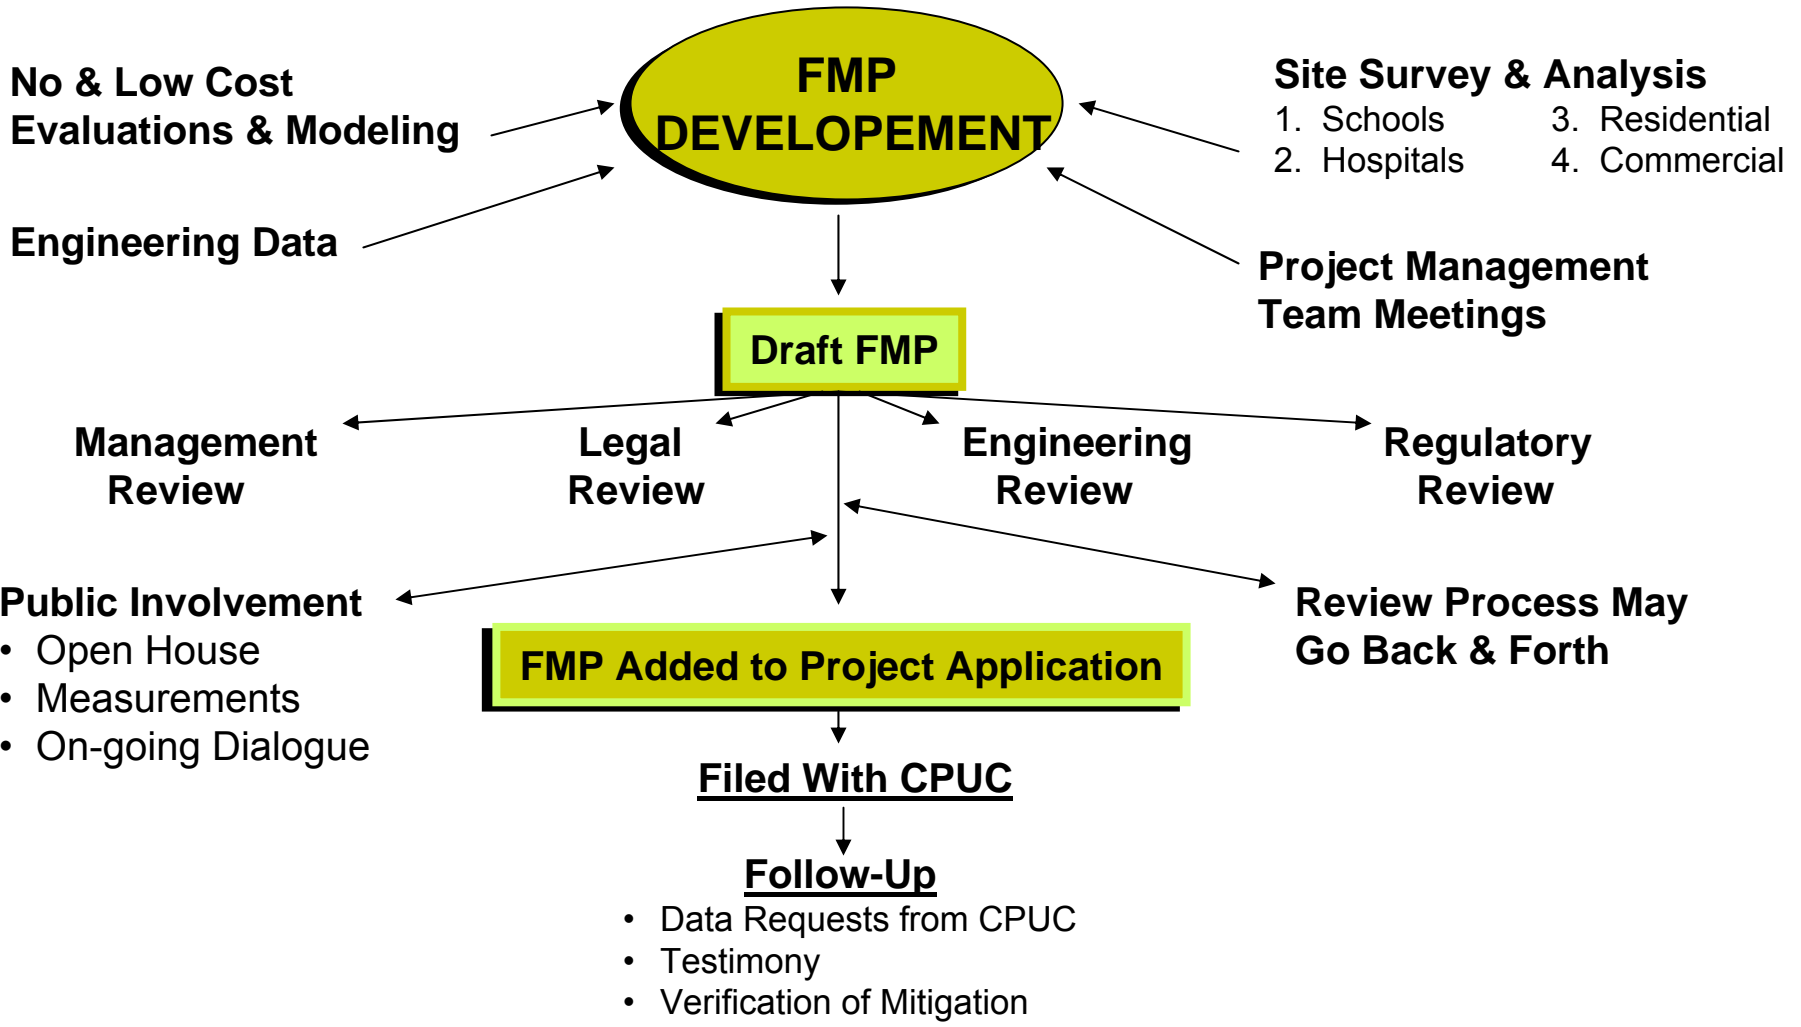 FMP
DEVELOPEMENT
No & Low Cost
Evaluations & Modeling
Engineering Data
Site Survey & Analysis
1. Schools 3. Residential
2. Hospitals 4. Commercial
Project Management
Team Meetings
Draft FMP
Management
Review
Legal
Review
Engineering
Review
Regulatory
Review
Public Involvement
• Open House
• Measurements
• On-going Dialogue
Review Process May
Go Back & Forth
FMP Added to Project Application
Filed With CPUC
Follow-Up
• Data Requests from CPUC
• Testimony
• Verification of Mitigation